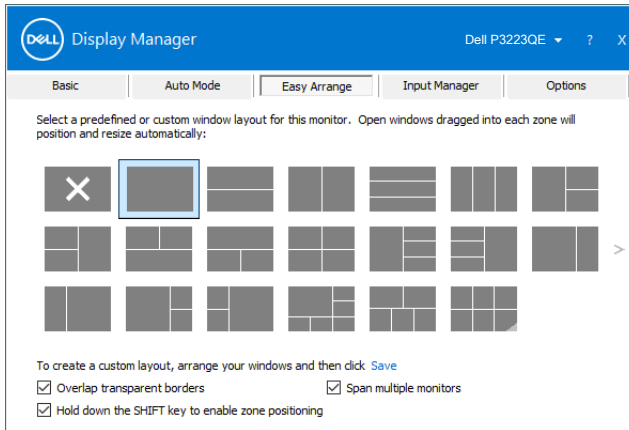 DELL Display Manager Dell P3223QE ? X
Basic Auto Mode Easy Arrange Input Manager Options
Select a predefined or custom window layout for this monitor. Open windows dragged into each zone will
position and resize automatically:
>
To create a custom layout, arrange your windows and then click Save
Overlap transparent borders Span multiple monitors
Hold down the SHIFT key to enable zone positioning